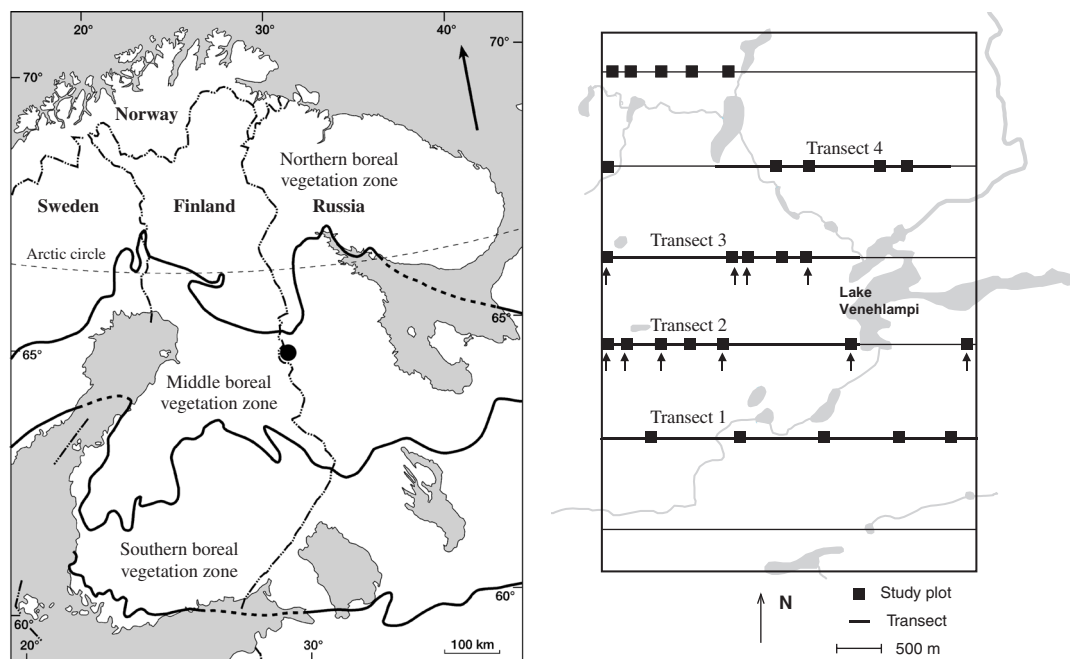 20°
30°
40°
70°
70°
Norway
Northern boreal
vegetation zone
Sweden
Finland
Russia
Arctic circle
65°
65°
Middle boreal
vegetation zone
Southern boreal
vegetation zone
60°
60°
20°
30°
100 km
Transect 4
Transect 3
Lake
Venehlampi
Transect 2
Transect 1
N
Study plot
Transect
500 m